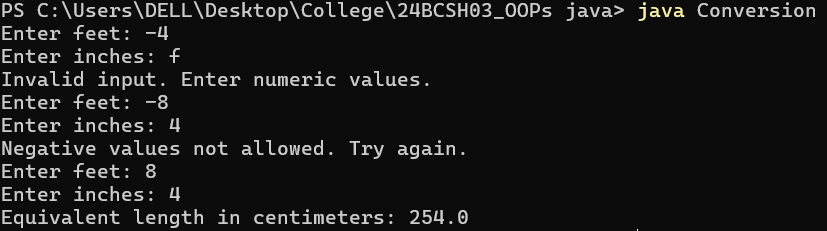 PS C:\Users\DELL\Desktop\College\24BCSH03_OOPs java> java Conversion
Enter feet: -4
Enter inches: f
Invalid input. Enter numeric values.
Enter feet: -8
Enter inches: 4
Negative values not allowed. Try again.
Enter feet: 8
Enter inches: 4
Equivalent length in centimeters: 254.0